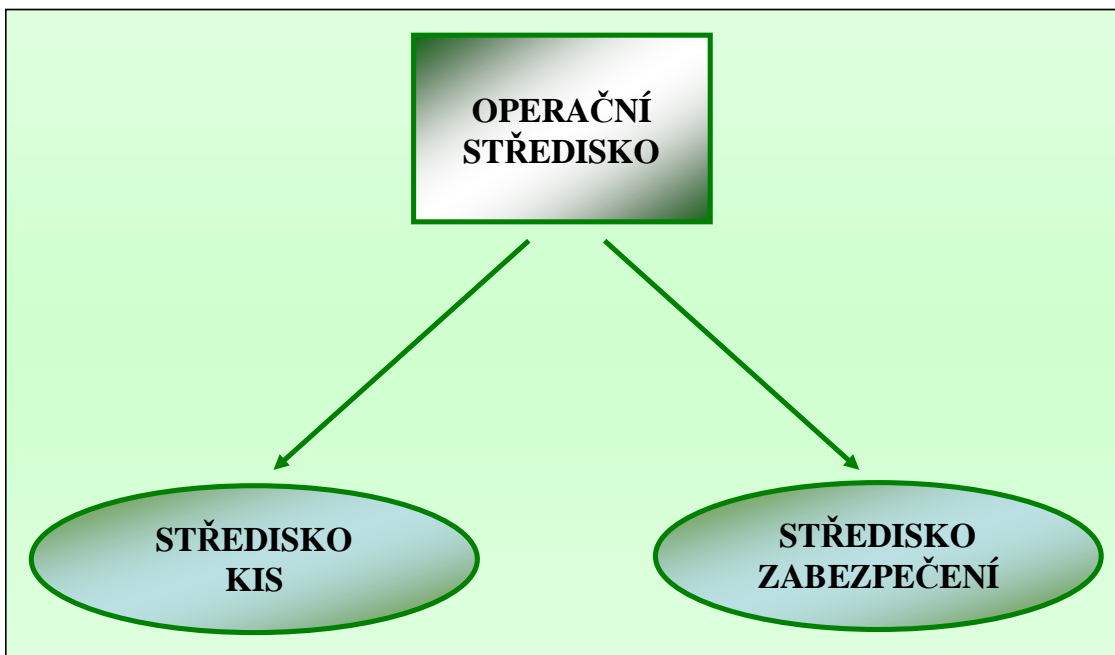 OPERAČNÍ
STŘEDISKO
STŘEDISKO
KIS
STŘEDISKO
ZABEZPEČENÍ